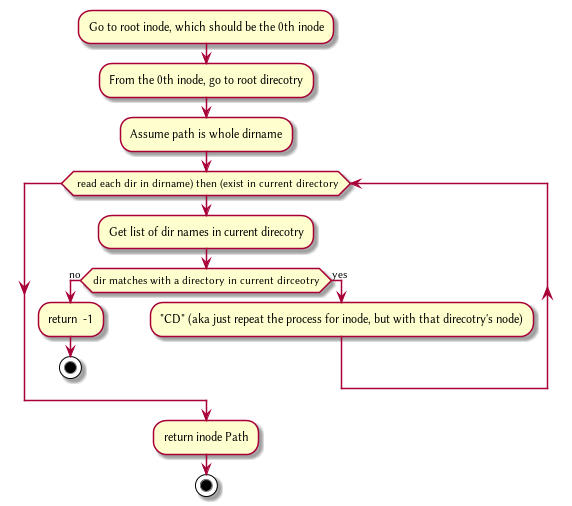 Go to root inode, which should be the 0th inode
From the 0th inode, go to root direcotry
Assume path is whole dirname
read each dir in dirname) then (exist in current directory
Get list of dir names in current direcotry
no
dir matches with a directory in current dirceotry
yes
return -1
"CD" (aka just repeat the process for inode, but with that direcotry's node)
return inode Path